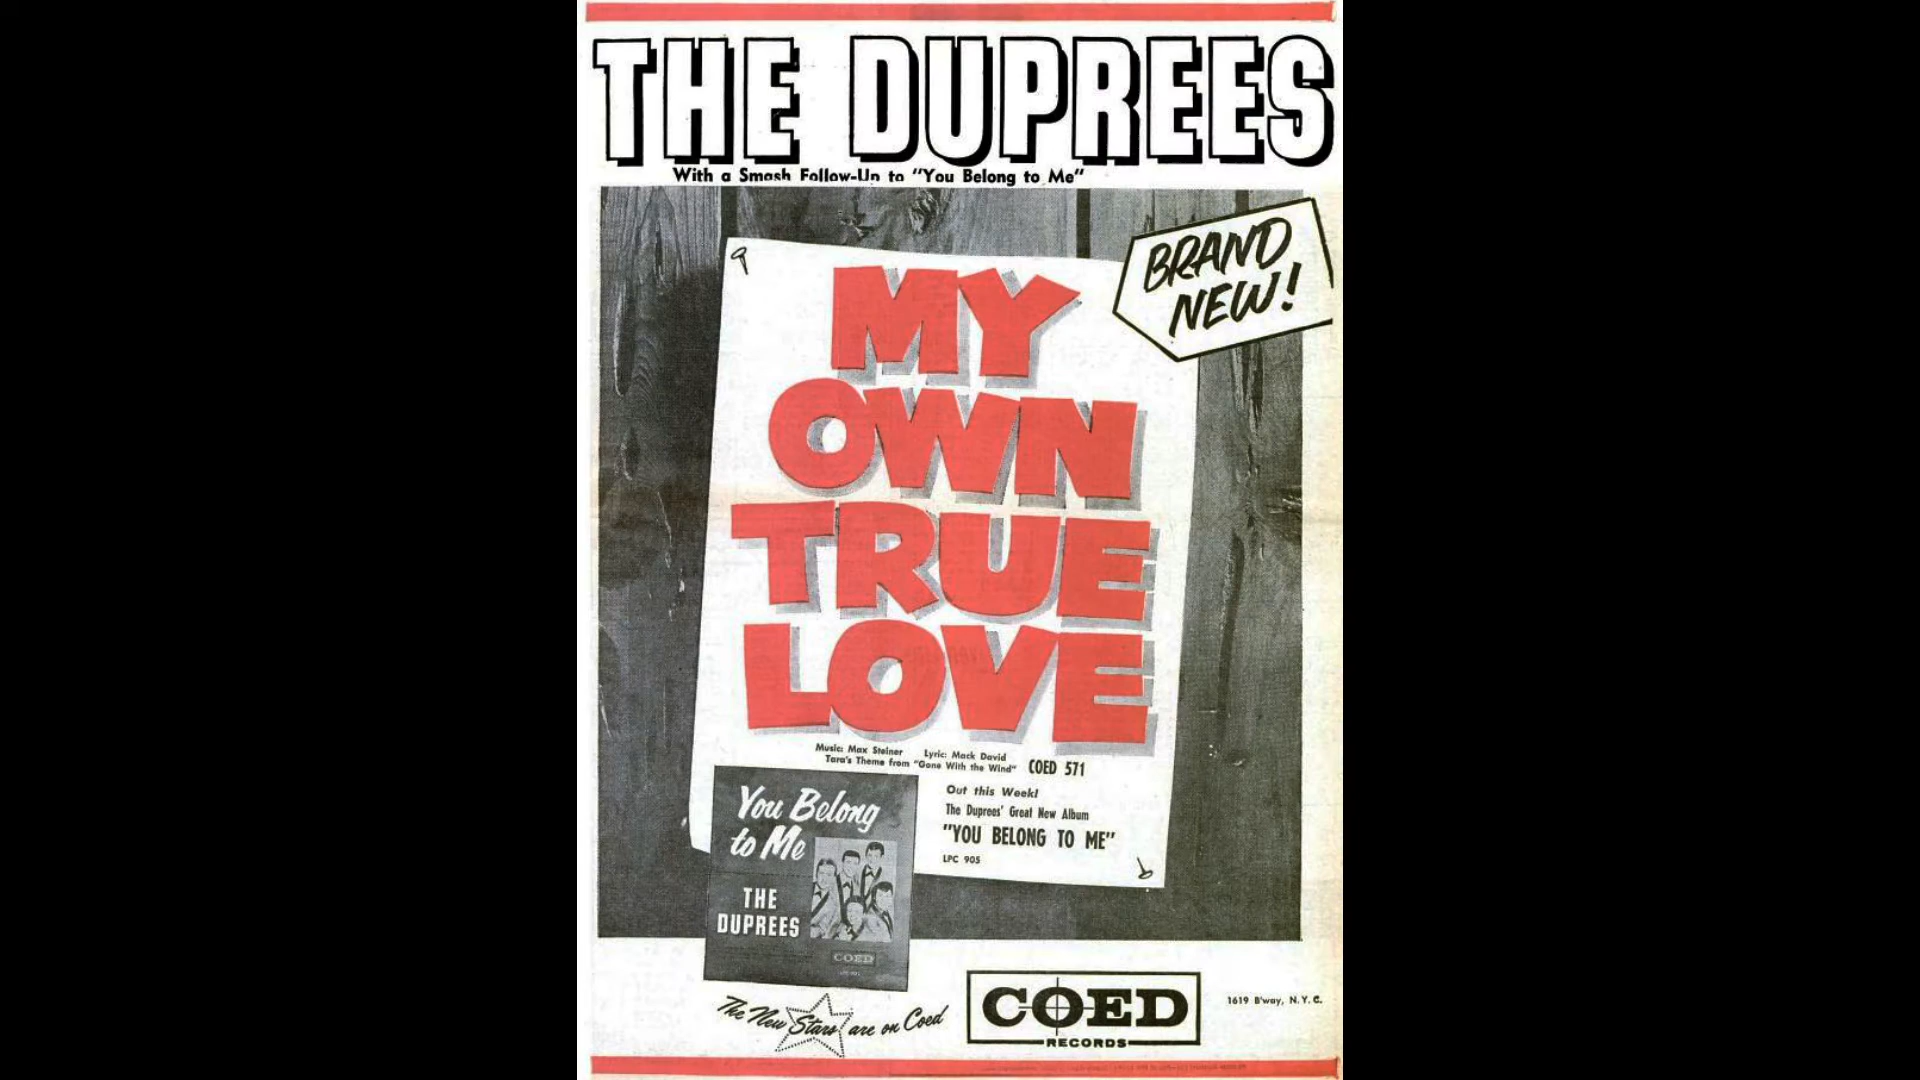 THE DUPREES
With a Smash Follow-Up to "You Belong to Me"
BRAND
NEW!
MY
OWN
TRUE
LOVE
Music: Max Steiner Lyric: Mack David
Tara's Theme from "Gone With the Wind" COED 571
Out this Week!
The Duprees' Great New Album
"YOU BELONG TO ME"
LPC 905
You Belong
to Me
THE
DUPREES
COED
The New Stars are on Coed
COED
RECORDS
1619 B'way, N.Y.C.